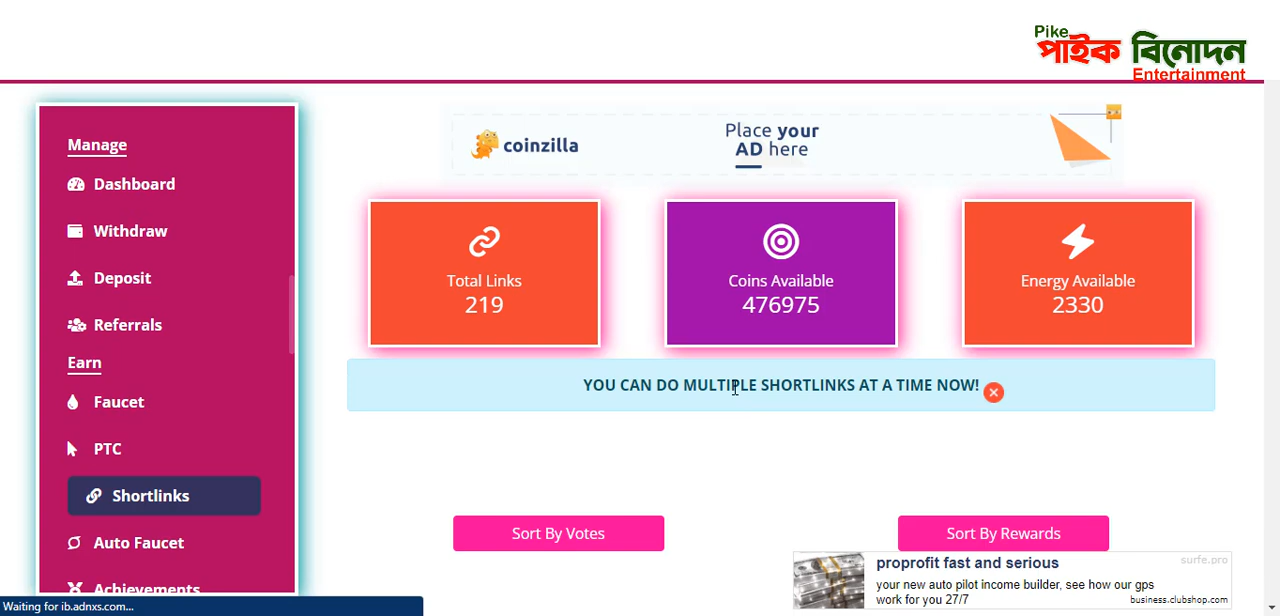 Pike
পাইক বিনোদন
Entertainment
Manage
Dashboard
Withdraw
Deposit
Referrals
Earn
Faucet
PTC
Shortlinks
Auto Faucet
Achievements
coinzilla
Place your
AD here
Total Links
219
Coins Available
476975
Energy Available
2330
YOU CAN DO MULTIPLE SHORTLINKS AT A TIME NOW!
Sort By Votes
Sort By Rewards
proprofit fast and serious
surfe.pro
your new auto pilot income builder, see how our gps
work for you 27/7
business.clubshop.com
Waiting for ib.adnxs.com...